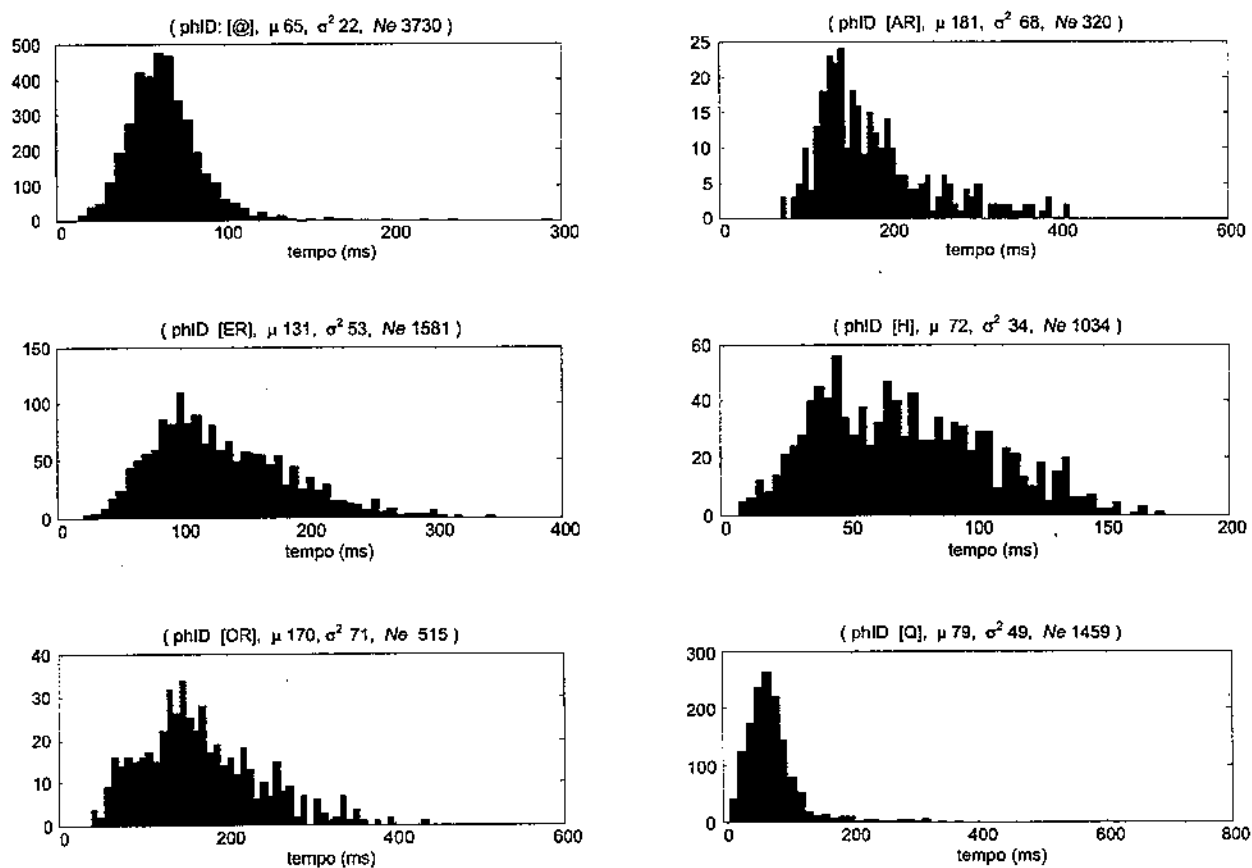 ( phID: [@], μ 65, σ² 22, Ne 3730 )
500
400
300
200
100
0
0 100 200 300
tempo (ms)
( phID [AR], μ 181, σ² 68, Ne 320 )
25
20
15
10
5
0
0 200 400 600
tempo (ms)
( phID [ER], μ 131, σ² 53, Ne 1581 )
150
100
50
0
0 100 200 300 400
tempo (ms)
( phID [H], μ 72, σ² 34, Ne 1034 )
60
40
20
0
0 50 100 150 200
tempo (ms)
( phID [OR], μ 170, σ² 71, Ne 515 )
40
30
20
10
0
0 200 400 600
tempo (ms)
( phID [Q], μ 79, σ² 49, Ne 1459 )
300
200
100
0
0 200 400 600 800
tempo (ms)